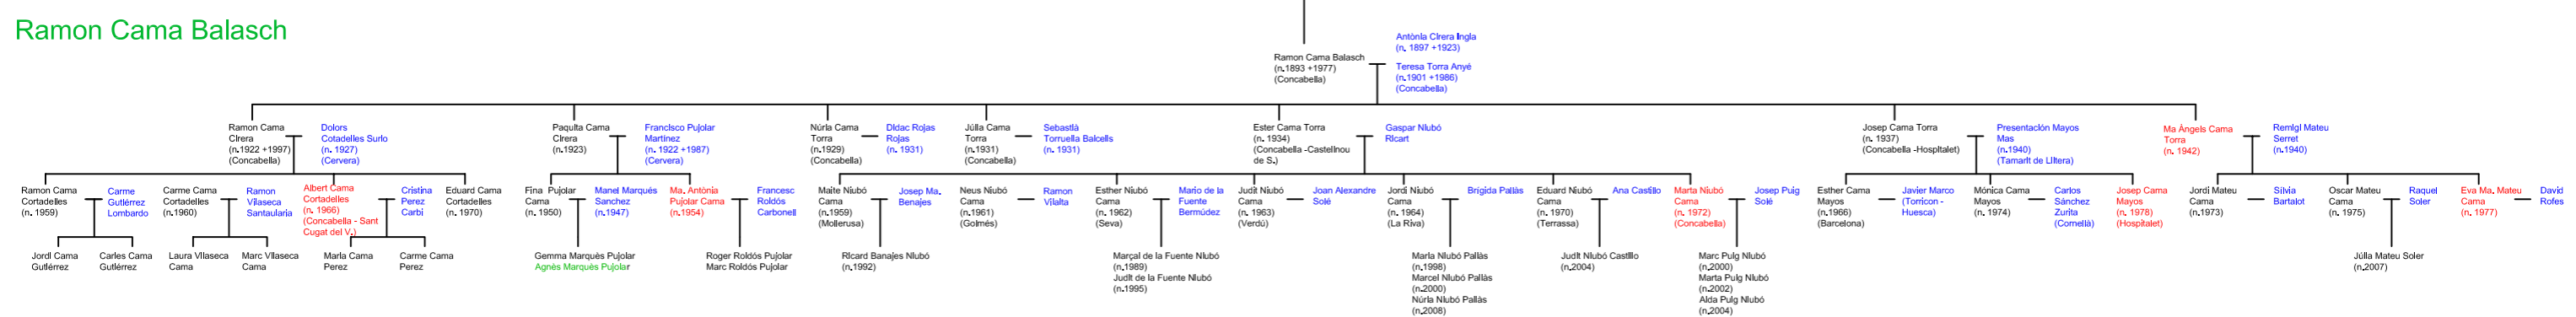 Ramon Cama Balasch
Antònia Cirera Ingla
(n. 1897 +1923)
Ramon Cama Balasch
(n.1893 +1977)
(Concabella)
Teresa Torra Anyé
(n.1901 +1986)
(Concabella)
Ramon Cama
Cirera
(n.1922 +1997)
(Concabella)
Dolors
Cotadelles Surlo
(n. 1927)
(Cervera)
Paquita Cama
Cirera
(n.1923)
Francisco Pujolar
Martinez
(n. 1922 +1987)
(Cervera)
Núria Cama
Torra
(n.1929)
(Concabella)
Dídac Rojas
Rojas
(n. 1931)
Júlia Cama
Torra
(n.1931)
(Concabella)
Sebastià
Torruella Balcells
(n. 1931)
Ester Cama Torra
(n. 1934)
(Concabella -Castellnou
de S.)
Gaspar Niubó
Ricart
Josep Cama Torra
(n. 1937)
(Concabella -Hospitalet)
Presentación Mayos
Mas
(n.1940)
(Tamarit de Llitera)
Ma Àngels Cama
Torra
(n. 1942)
Remigi Mateu
Serret
(n.1940)
Ramon Cama
Cortadelles
(n. 1959)
Carme
Gutlérrez
Lombardo
Carme Cama
Cortadelles
(n.1960)
Ramon
Vilaseca
Santaularia
Albert Cama
Cortadelles
(n. 1966)
(Concabella - Sant
Cugat del V.)
Cristina
Perez
Carbi
Eduard Cama
Cortadelles
(n. 1970)
Fina Pujolar
Cama
(n. 1950)
Manel Marqués
Sanchez
(n.1947)
Ma. Antònia
Pujolar Cama
(n.1954)
Francesc
Roldós
Carbonell
Maite Niubó
Cama
(n.1959)
(Mollerusa)
Josep Ma.
Benajes
Neus Niubó
Cama
(n.1961)
(Golmés)
Ramon
Vilalta
Esther Niubó
Cama
(n. 1962)
(Seva)
Mario de la
Fuente
Bermúdez
Judit Niubó
Cama
(n. 1963)
(Verdú)
Joan Alexandre
Solé
Jordi Niubó
Cama
(n. 1964)
(La Riva)
Brígida Pallàs
Eduard Niubó
Cama
(n. 1970)
(Terrassa)
Ana Castillo
Marta Niubó
Cama
(n. 1972)
(Concabella)
Josep Puig
Solé
Esther Cama
Mayos
(n.1966)
(Barcelona)
Javier Marco
(Torricon -
Huesca)
Mónica Cama
Mayos
(n. 1974)
Carlos
Sánchez
Zurita
(Cornellà)
Josep Cama
Mayos
(n. 1978)
(Hospitalet)
Jordi Mateu
Cama
(n.1973)
Silvia
Bartalot
Oscar Mateu
Cama
(n. 1975)
Raquel
Soler
Eva Ma. Mateu
Cama
(n. 1977)
David
Rofes
Jordi Cama
Gutlérrez
Carles Cama
Gutlérrez
Laura Vilaseca
Cama
Marc Vilaseca
Cama
Marla Cama
Perez
Carme Cama
Perez
Gemma Marquès Pujolar
Agnès Marquès Pujolar
Roger Roldós Pujolar
Marc Roldós Pujolar
Ricard Banajes Niubó
(n.1992)
Marçal de la Fuente Niubó
(n.1989)
Judit de la Fuente Niubó
(n.1995)
Maria Niubó Pallàs
(n.1998)
Marcel Niubó Pallàs
(n.2000)
Núria Niubó Pallàs
(n.2008)
Judit Niubó Castillo
(n.2004)
Marc Puig Niubó
(n.2000)
Marta Puig Niubó
(n.2002)
Aida Puig Niubó
(n.2004)
Júlia Mateu Soler
(n.2007)